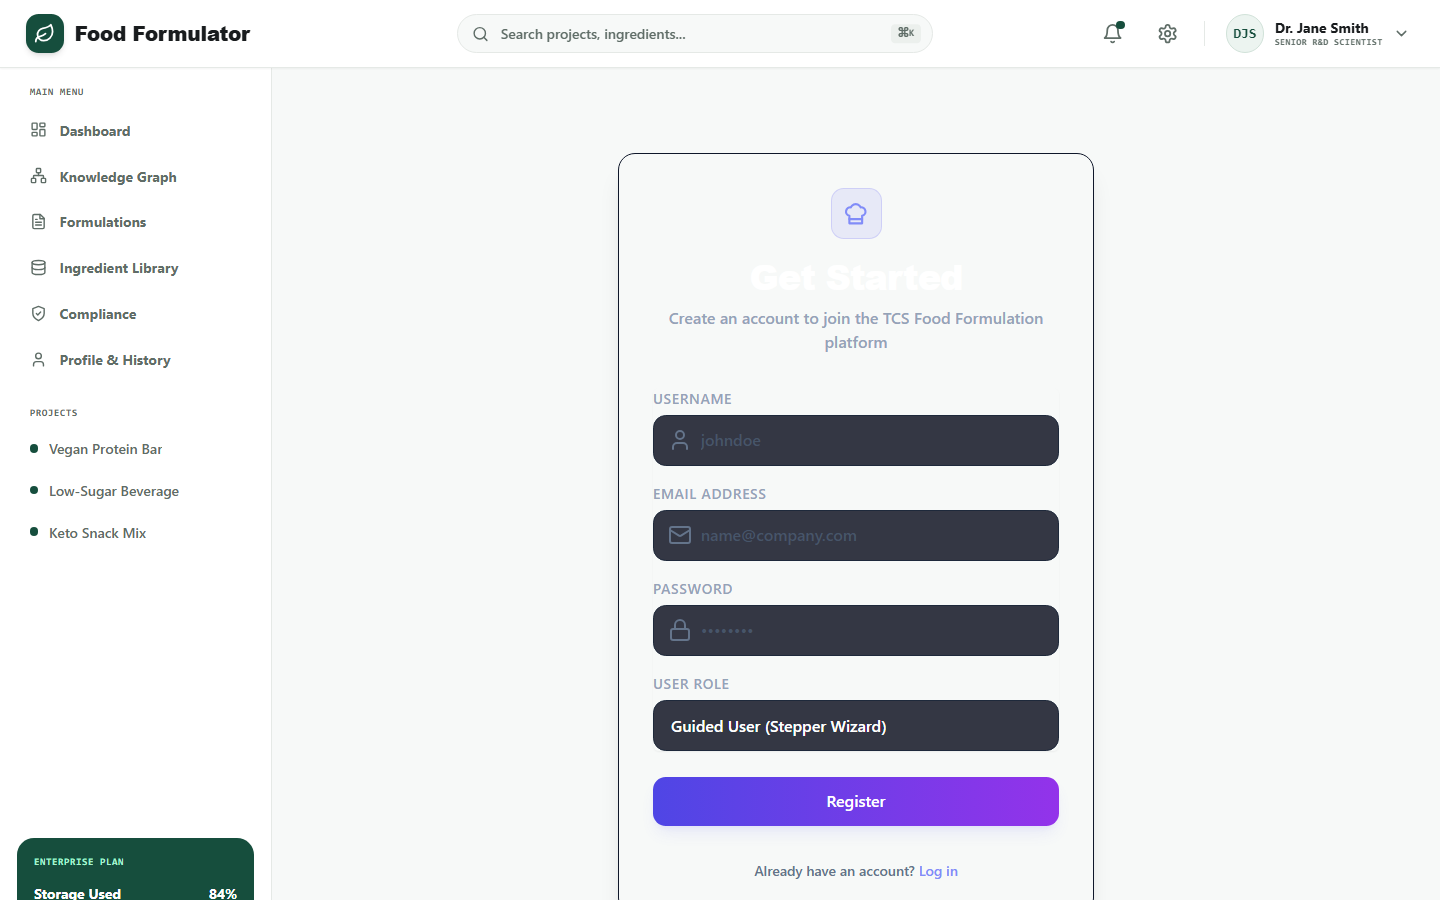 Food Formulator
Search projects, ingredients...
⌘K
DJS
Dr. Jane Smith
SENIOR R&D SCIENTIST
MAIN MENU
Dashboard
Knowledge Graph
Formulations
Ingredient Library
Compliance
Profile & History
PROJECTS
Vegan Protein Bar
Low-Sugar Beverage
Keto Snack Mix
ENTERPRISE PLAN
Storage Used 84%
Get Started
Create an account to join the TCS Food Formulation
platform
USERNAME
johndoe
EMAIL ADDRESS
name@company.com
PASSWORD
••••••••
USER ROLE
Guided User (Stepper Wizard)
Register
Already have an account? Log in